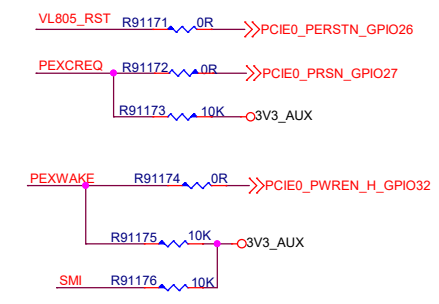 VL805_RST R91171 0R PCIE0_PERSTN_GPIO26
PEXCREQ R91172 0R PCIE0_PRSN_GPIO27
R91173 10K 3V3_AUX
PEXWAKE R91174 0R PCIE0_PWREN_H_GPIO32
R91175 10K 3V3_AUX
SMI R91176 10K